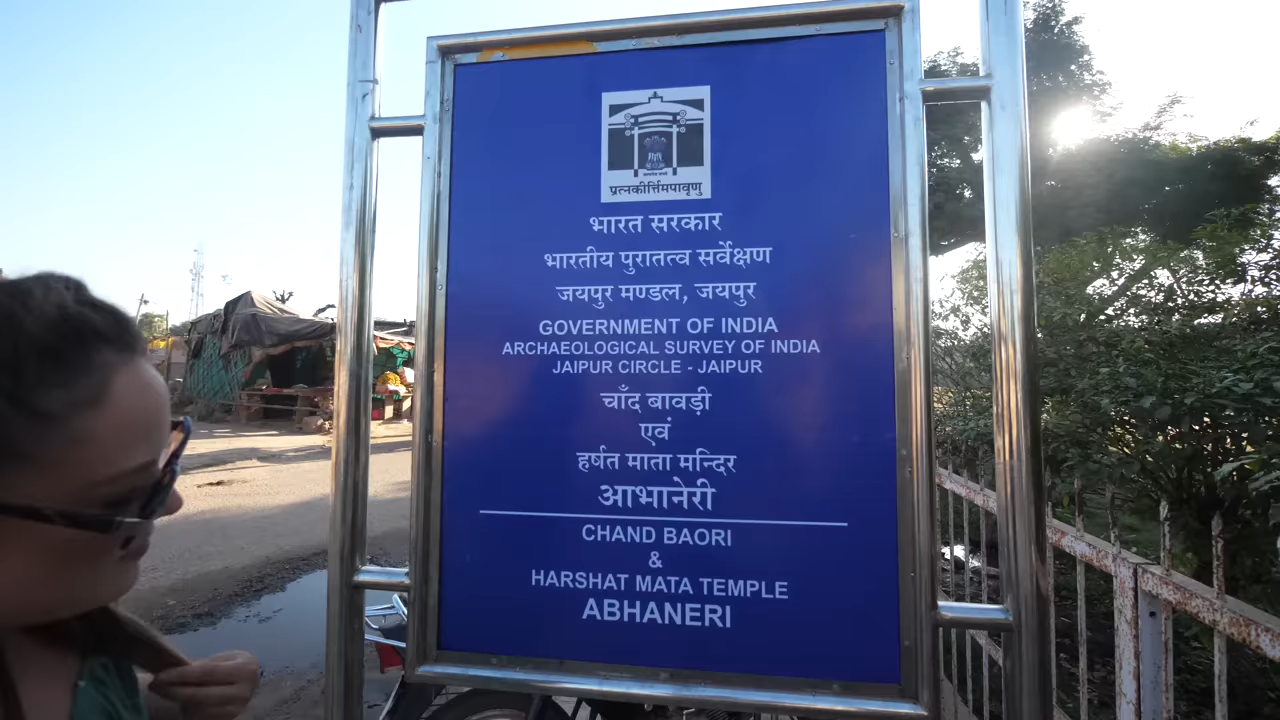 प्रत्नकीर्त्तिमपावृणु
भारत सरकार
भारतीय पुरातत्व सर्वेक्षण
जयपुर मण्डल, जयपुर
GOVERNMENT OF INDIA
ARCHAEOLOGICAL SURVEY OF INDIA
JAIPUR CIRCLE - JAIPUR
चाँद बावड़ी
एवं
हर्षत माता मन्दिर
आभानेरी
CHAND BAORI
&
HARSHAT MATA TEMPLE
ABHANERI